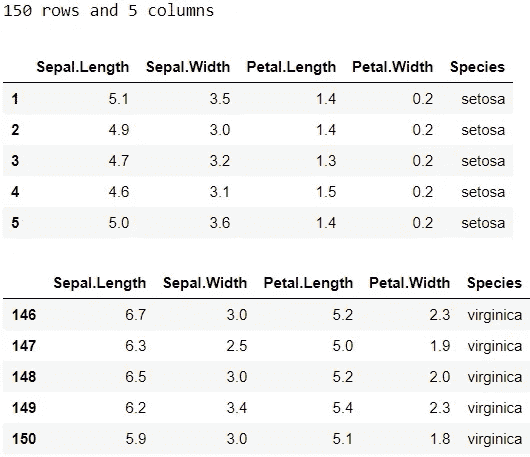 150 rows and 5 columns
Sepal.Length Sepal.Width Petal.Length Petal.Width Species
1 5.1 3.5 1.4 0.2 setosa
2 4.9 3.0 1.4 0.2 setosa
3 4.7 3.2 1.3 0.2 setosa
4 4.6 3.1 1.5 0.2 setosa
5 5.0 3.6 1.4 0.2 setosa
Sepal.Length Sepal.Width Petal.Length Petal.Width Species
146 6.7 3.0 5.2 2.3 virginica
147 6.3 2.5 5.0 1.9 virginica
148 6.5 3.0 5.2 2.0 virginica
149 6.2 3.4 5.4 2.3 virginica
150 5.9 3.0 5.1 1.8 virginica